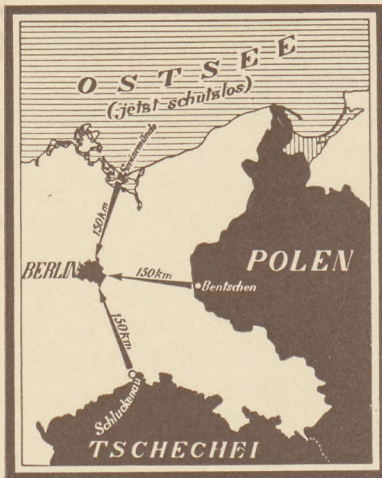 OSTSEE
(jetzt schutzlos)
Swinemünde
150 km
BERLIN
150 km
POLEN
Bentschen
150 km
Schluckenau
TSCHECHEI